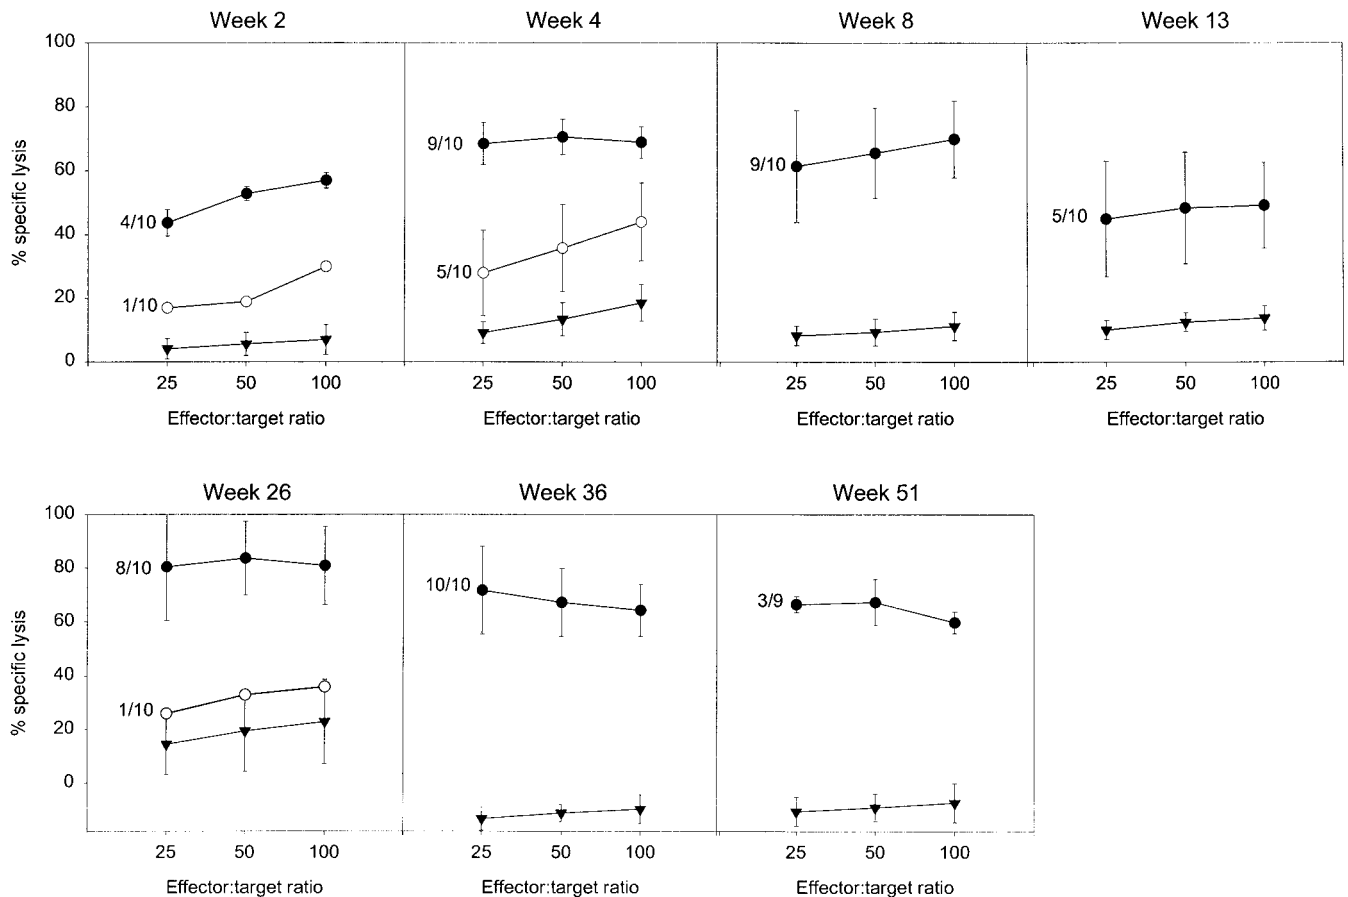 Week 2 Week 4 Week 8 Week 13
100
80
60
40
20
0
% specific lysis
4/10
1/10
9/10
5/10
9/10
5/10
25 50 100 25 50 100 25 50 100 25 50 100
Effector:target ratio Effector:target ratio Effector:target ratio Effector:target ratio
Week 26 Week 36 Week 51
100
80
60
40
20
0
% specific lysis
8/10
1/10
10/10
3/9
25 50 100 25 50 100 25 50 100
Effector:target ratio Effector:target ratio Effector:target ratio